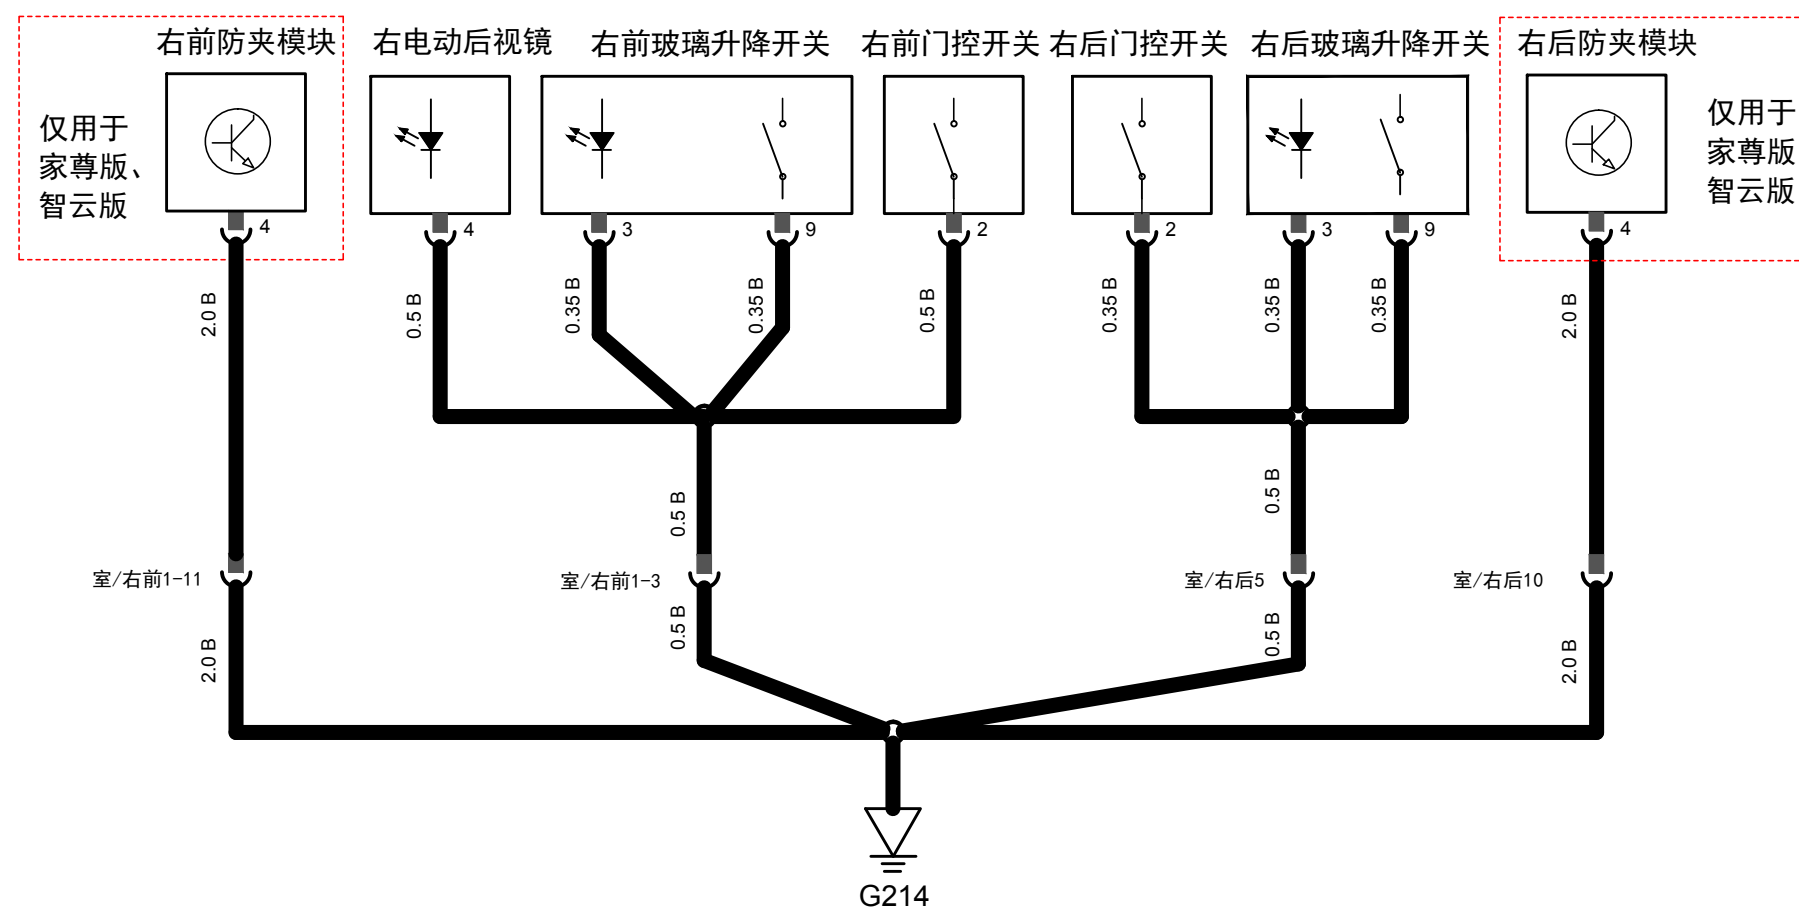 右前防夹模块
右电动后视镜
右前玻璃升降开关
右前门控开关
右后门控开关
右后玻璃升降开关
右后防夹模块
仅用于
家尊版、
智云版
仅用于
家尊版
智云版
4
4
3
9
2
2
3
9
4
2.0 B
0.5 B
0.35 B
0.35 B
0.5 B
0.35 B
0.35 B
0.35 B
2.0 B
0.5 B
0.5 B
室/右前1-11
室/右前1-3
室/右后5
室/右后10
2.0 B
0.5 B
0.5 B
2.0 B
G214